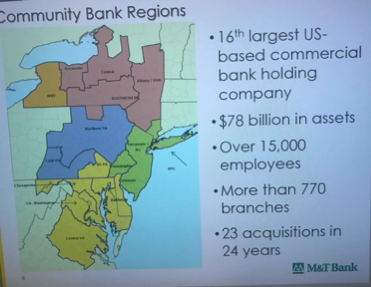 Community Bank Regions
• 16th largest US-
based commercial
bank holding
company
• $78 billion in assets
• Over 15,000
employees
• More than 770
branches
• 23 acquisitions in
24 years
M&T Bank